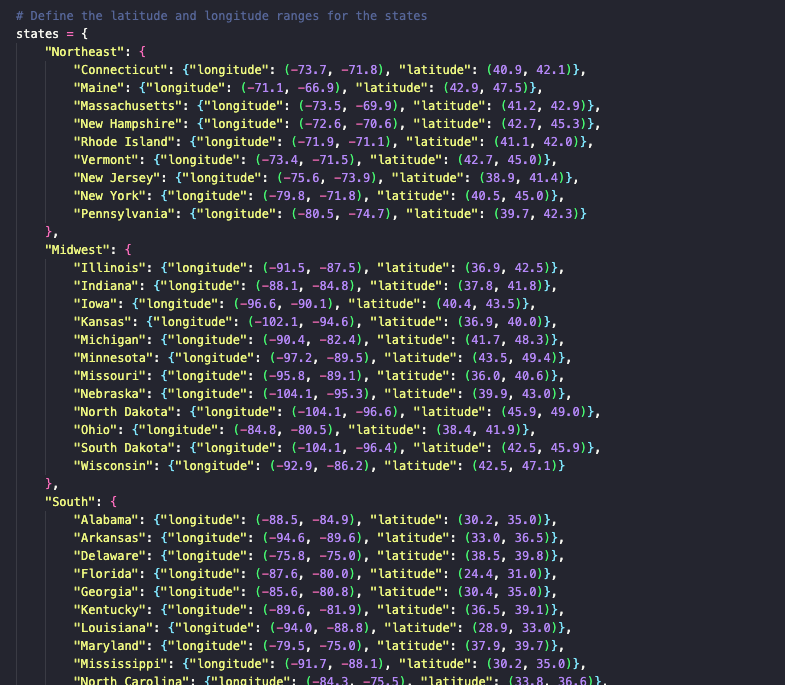 # Define the latitude and longitude ranges for the states
states = {
    "Northeast": {
        "Connecticut": {"longitude": (-73.7, -71.8), "latitude": (40.9, 42.1)},
        "Maine": {"longitude": (-71.1, -66.9), "latitude": (42.9, 47.5)},
        "Massachusetts": {"longitude": (-73.5, -69.9), "latitude": (41.2, 42.9)},
        "New Hampshire": {"longitude": (-72.6, -70.6), "latitude": (42.7, 45.3)},
        "Rhode Island": {"longitude": (-71.9, -71.1), "latitude": (41.1, 42.0)},
        "Vermont": {"longitude": (-73.4, -71.5), "latitude": (42.7, 45.0)},
        "New Jersey": {"longitude": (-75.6, -73.9), "latitude": (38.9, 41.4)},
        "New York": {"longitude": (-79.8, -71.8), "latitude": (40.5, 45.0)},
        "Pennsylvania": {"longitude": (-80.5, -74.7), "latitude": (39.7, 42.3)}
    },
    "Midwest": {
        "Illinois": {"longitude": (-91.5, -87.5), "latitude": (36.9, 42.5)},
        "Indiana": {"longitude": (-88.1, -84.8), "latitude": (37.8, 41.8)},
        "Iowa": {"longitude": (-96.6, -90.1), "latitude": (40.4, 43.5)},
        "Kansas": {"longitude": (-102.1, -94.6), "latitude": (36.9, 40.0)},
        "Michigan": {"longitude": (-90.4, -82.4), "latitude": (41.7, 48.3)},
        "Minnesota": {"longitude": (-97.2, -89.5), "latitude": (43.5, 49.4)},
        "Missouri": {"longitude": (-95.8, -89.1), "latitude": (36.0, 40.6)},
        "Nebraska": {"longitude": (-104.1, -95.3), "latitude": (39.9, 43.0)},
        "North Dakota": {"longitude": (-104.1, -96.6), "latitude": (45.9, 49.0)},
        "Ohio": {"longitude": (-84.8, -80.5), "latitude": (38.4, 41.9)},
        "South Dakota": {"longitude": (-104.1, -96.4), "latitude": (42.5, 45.9)},
        "Wisconsin": {"longitude": (-92.9, -86.2), "latitude": (42.5, 47.1)}
    },
    "South": {
        "Alabama": {"longitude": (-88.5, -84.9), "latitude": (30.2, 35.0)},
        "Arkansas": {"longitude": (-94.6, -89.6), "latitude": (33.0, 36.5)},
        "Delaware": {"longitude": (-75.8, -75.0), "latitude": (38.5, 39.8)},
        "Florida": {"longitude": (-87.6, -80.0), "latitude": (24.4, 31.0)},
        "Georgia": {"longitude": (-85.6, -80.8), "latitude": (30.4, 35.0)},
        "Kentucky": {"longitude": (-89.6, -81.9), "latitude": (36.5, 39.1)},
        "Louisiana": {"longitude": (-94.0, -88.8), "latitude": (28.9, 33.0)},
        "Maryland": {"longitude": (-79.5, -75.0), "latitude": (37.9, 39.7)},
        "Mississippi": {"longitude": (-91.7, -88.1), "latitude": (30.2, 35.0)},
        "North Carolina": {"longitude": (-84.3, -75.5), "latitude": (33.8, 36.6)},